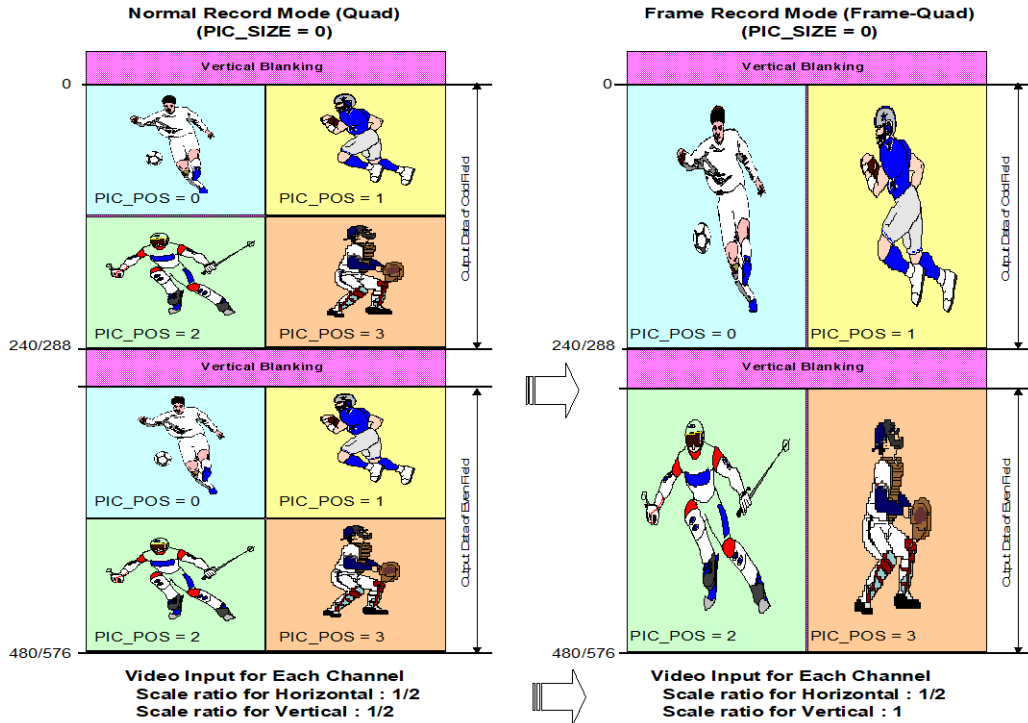 Normal Record Mode (Quad)
(PIC_SIZE = 0)
Vertical Blanking
0
PIC_POS = 0
PIC_POS = 1
Output Data of Odd Field
PIC_POS = 2
PIC_POS = 3
240/288
Vertical Blanking
PIC_POS = 0
PIC_POS = 1
Output Data of Even Field
PIC_POS = 2
PIC_POS = 3
480/576
Video Input for Each Channel
Scale ratio for Horizontal : 1/2
Scale ratio for Vertical : 1/2
Frame Record Mode (Frame-Quad)
(PIC_SIZE = 0)
Vertical Blanking
0
PIC_POS = 0
PIC_POS = 1
Output Data of Odd Field
240/288
Vertical Blanking
PIC_POS = 2
PIC_POS = 3
Output Data of Even Field
480/576
Video Input for Each Channel
Scale ratio for Horizontal : 1/2
Scale ratio for Vertical : 1